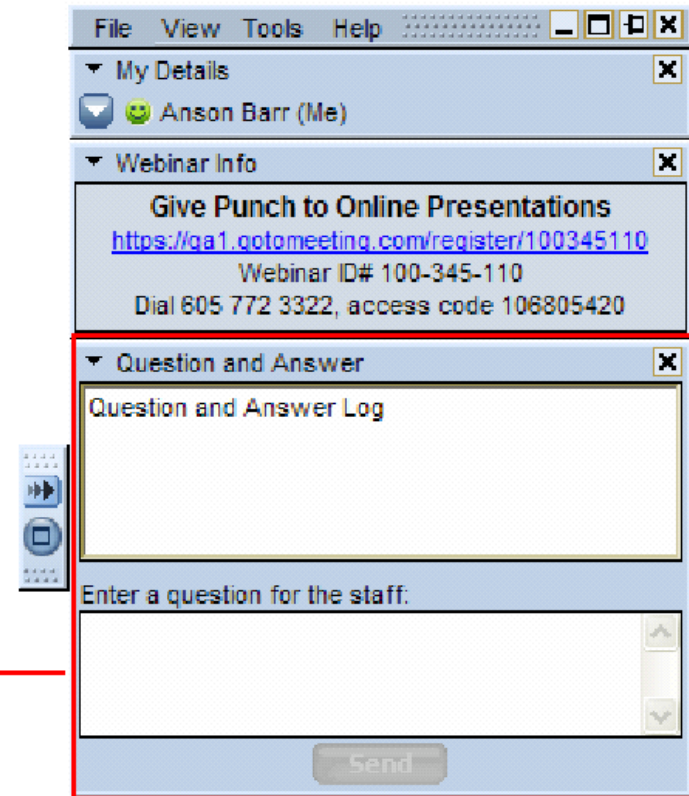 File View Tools Help
My Details
Anson Barr (Me)
Webinar Info
Give Punch to Online Presentations
https://qa1.gotomeeting.com/register/100345110
Webinar ID# 100-345-110
Dial 605 772 3322, access code 106805420
Question and Answer
Question and Answer Log
Enter a question for the staff:
Send